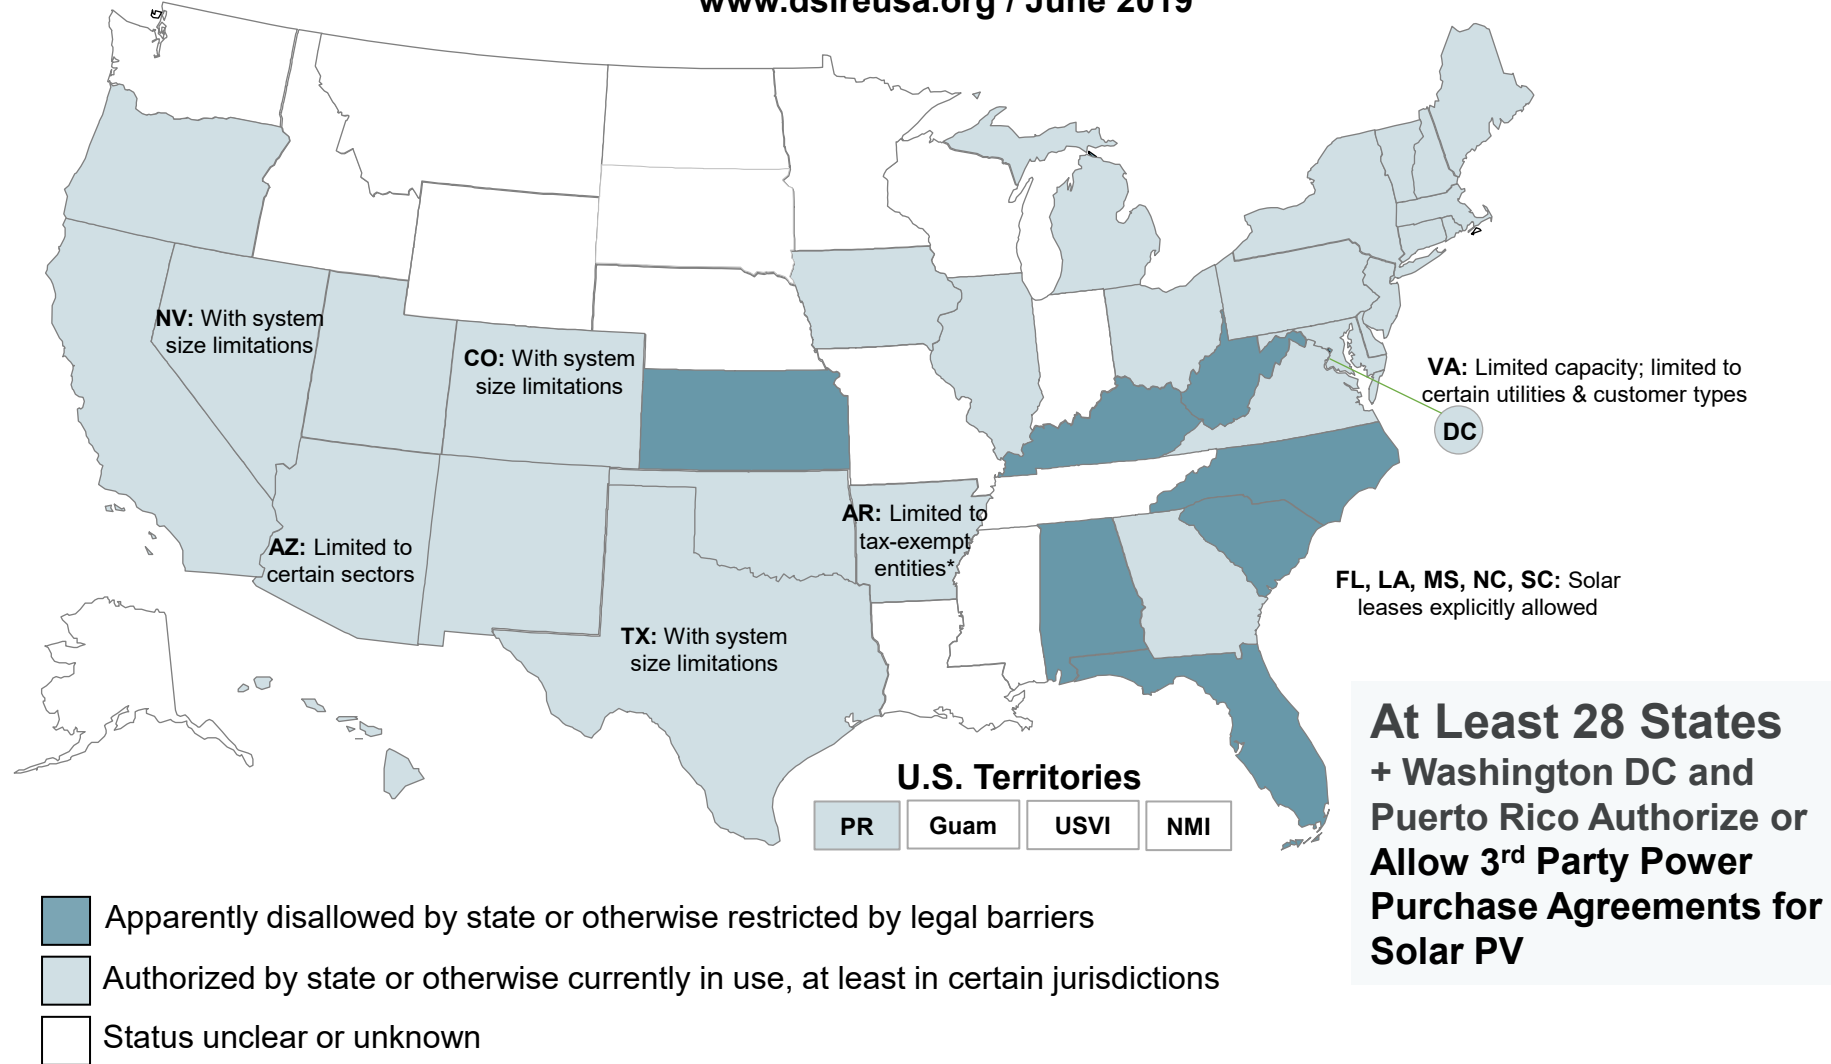 www.dsireusa.org / June 2019
NV: With system
size limitations
CO: With system
size limitations
VA: Limited capacity; limited to
certain utilities & customer types
DC
AZ: Limited to
certain sectors
AR: Limited to
tax-exempt
entities*
FL, LA, MS, NC, SC: Solar
leases explicitly allowed
TX: With system
size limitations
U.S. Territories
PR
Guam
USVI
NMI
At Least 28 States
+ Washington DC and
Puerto Rico Authorize or
Allow 3rd Party Power
Purchase Agreements for
Solar PV
Apparently disallowed by state or otherwise restricted by legal barriers
Authorized by state or otherwise currently in use, at least in certain jurisdictions
Status unclear or unknown